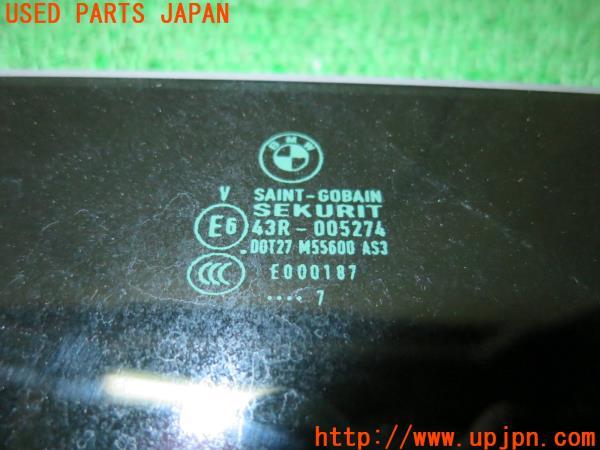 USED PARTS JAPAN
BMW
V
SAINT-GOBAIN
SEKURIT
E6 43R - 005274
DOT27 M55600 AS3
CCC E000187
.... 7
http://www.upjpn.com